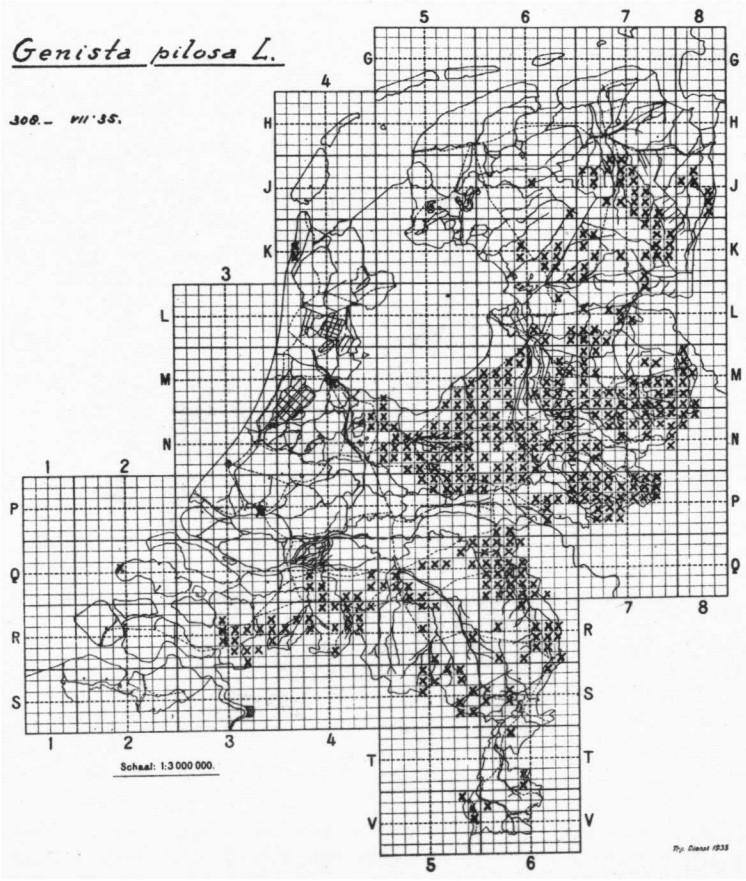 Genista pilosa L.
308.— VII '35.
5 6 7 8
G G
4
H H
J J
K K
3
L L
M M
N N
1 2
P P
Q Q
7 8
R R
S S
1 2 3 4
Schaal: 1:3 000 000.
T T
V V
5 6
Top. Dienst 1933